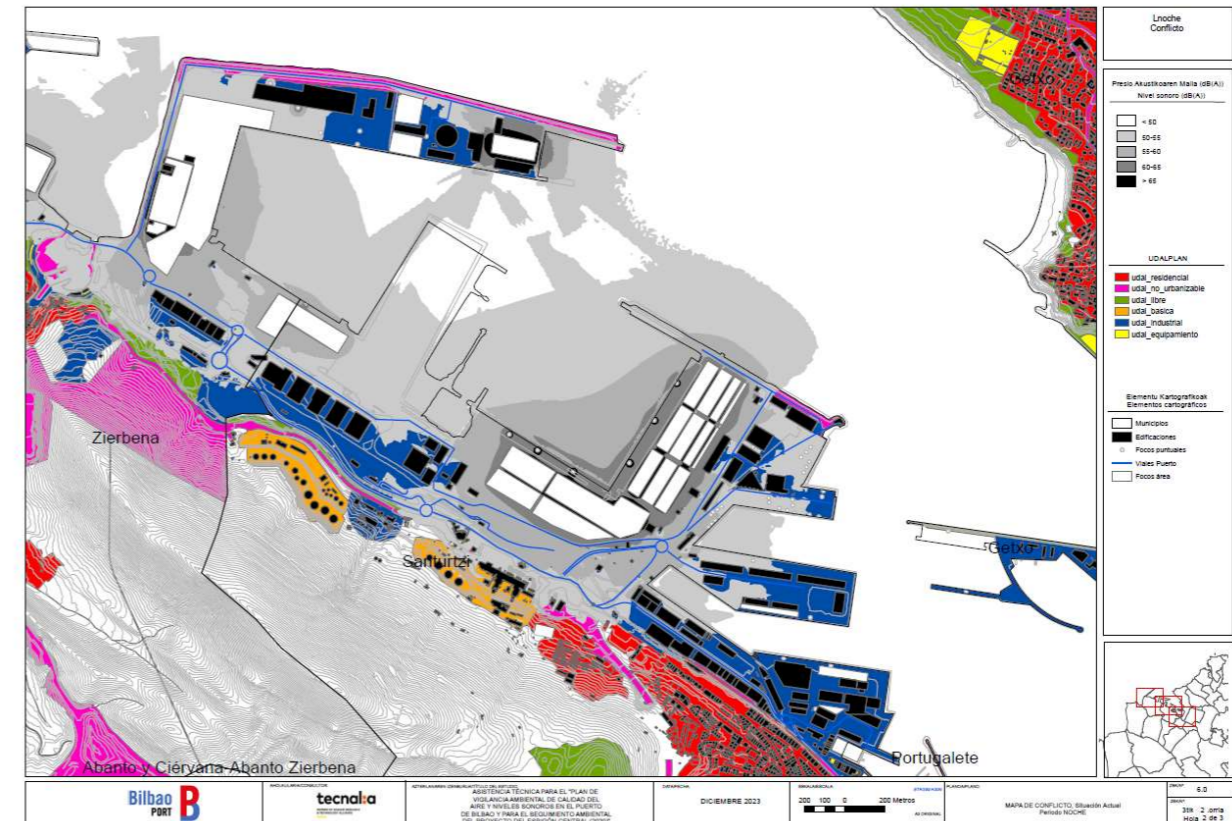 Lnoche
Conflicto
Presio Akustikoaren Maila (dB(A))
Nivel sonoro (dB(A))
< 50
50-55
55-60
60-65
> 65
UDALPLAN
udal_residencial
udal_no_urbanizable
udal_libre
udal_basica
udal_industrial
udal_equipamiento
Elementu Kartografikoak
Elementos cartográficos
Municipios
Edificaciones
Focos puntuales
Viales Puerto
Focos área
Getxo
Zierbena
Santurtzi
Getxo
Portugalete
Abanto y Ciérvana-Abanto Zierbena
Bilbao
PORT
tecnal:a
ASISTENCIA TÉCNICA PARA EL "PLAN DE
VIGILANCIA AMBIENTAL DE CALIDAD DEL
AIRE Y NIVELES SONOROS EN EL PUERTO
DE BILBAO Y PARA EL SEGUIMIENTO AMBIENTAL
DICIEMBRE 2023
200 100 0 200 Metros
MAPA DE CONFLICTO, Situación Actual
Periodo NOCHE
6.0
Hoja 2 de 3